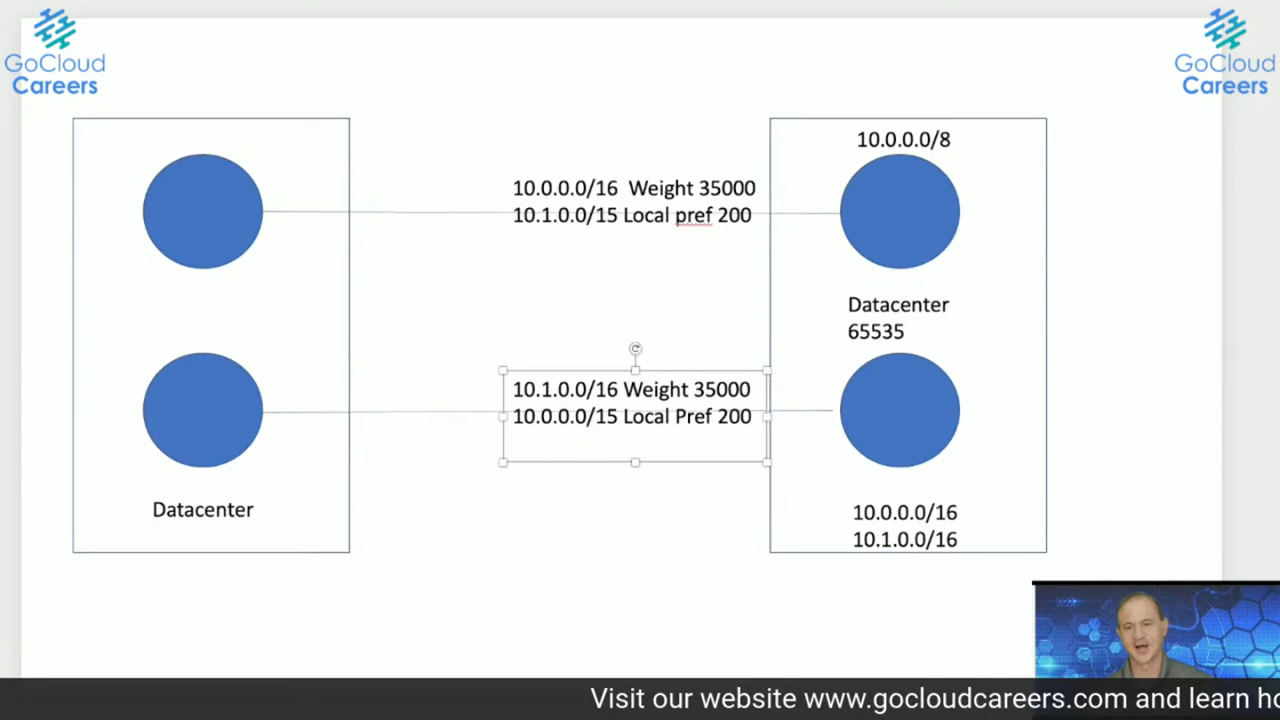 GoCloud
Careers
GoCloud
Careers
10.0.0.0/8
10.0.0.0/16  Weight 35000
10.1.0.0/15 Local pref 200
Datacenter
65535
10.1.0.0/16 Weight 35000
10.0.0.0/15 Local Pref 200
Datacenter
10.0.0.0/16
10.1.0.0/16
Visit our website www.gocloudcareers.com and learn ho